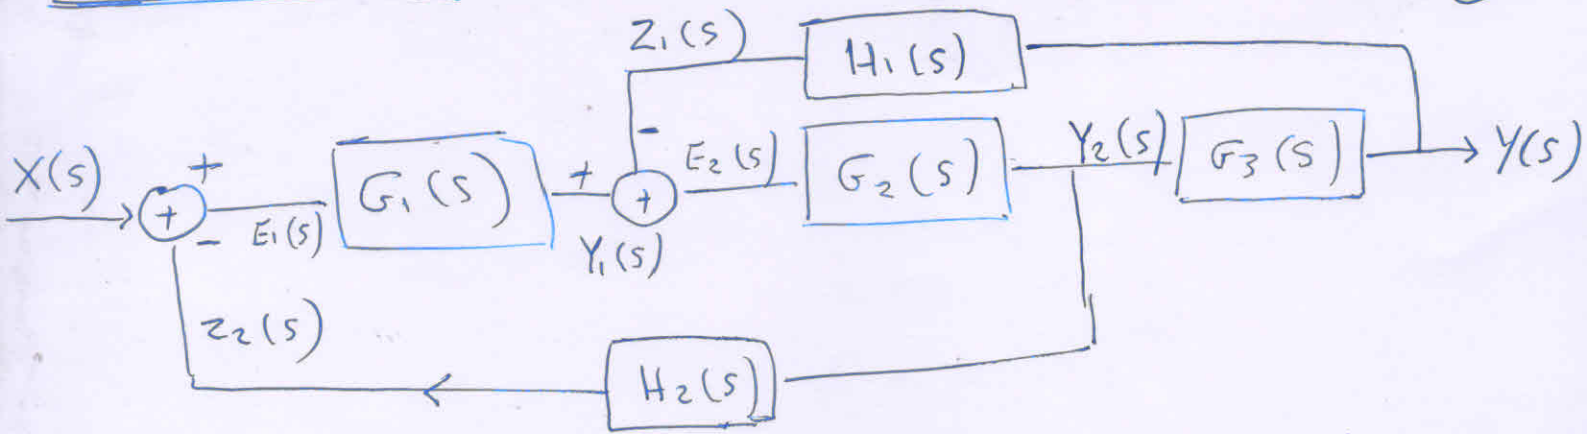 Z₁(s) H₁(s)
X(s) + + E₁(s) G₁(s) + Y₁(s) - + E₂(s) G₂(s) Y₂(s) G₃(s) Y(s)
-
Z₂(s)
H₂(s)